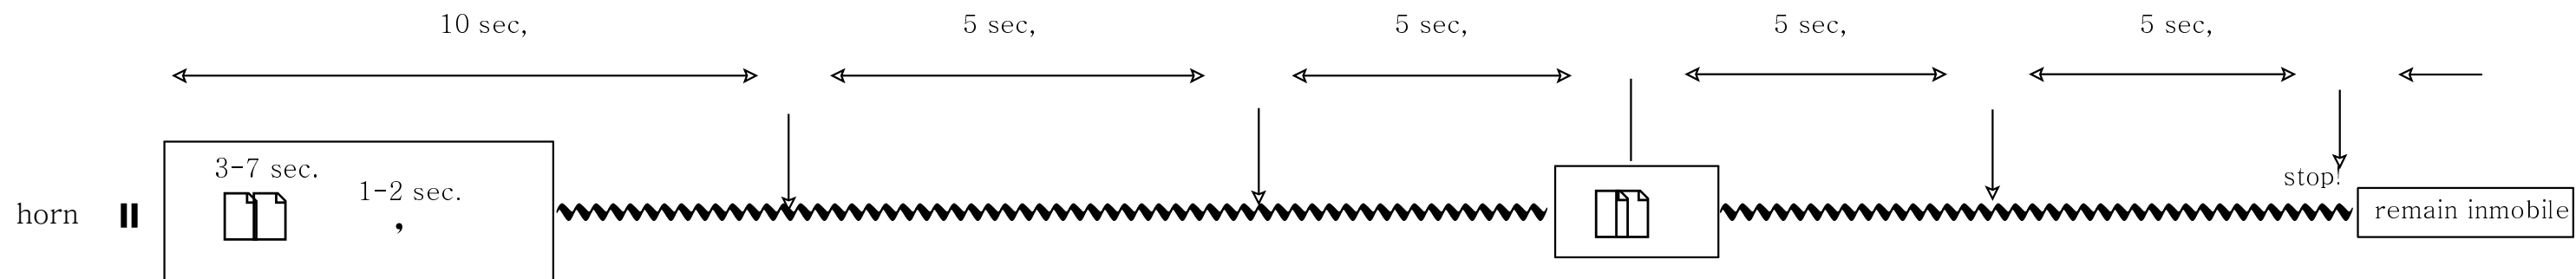 10 sec,
5 sec,
5 sec,
5 sec,
5 sec,
3-7 sec.
1-2 sec.
,
stop!
horn
remain inmobile